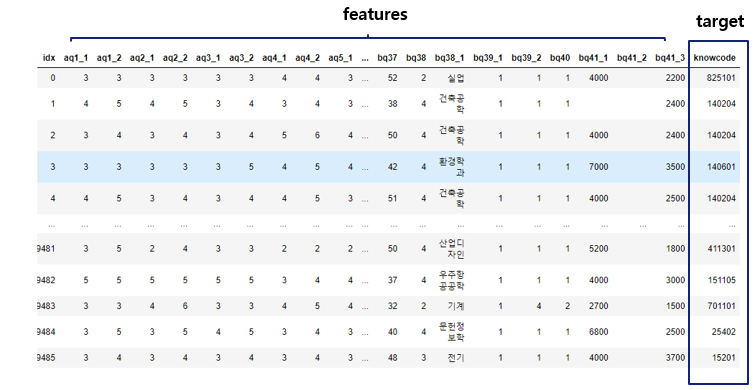 features
target
idx aq1_1 aq1_2 aq2_1 aq2_2 aq3_1 aq3_2 aq4_1 aq4_2 aq5_1 ... bq37 bq38 bq38_1 bq39_1 bq39_2 bq40 bq41_1 bq41_2 bq41_3 knowcode
0 3 3 3 3 3 3 4 4 3 ... 52 2 실업 1 1 1 4000 2200 825101
1 4 5 4 5 3 4 3 4 3 ... 38 4 건축공학 1 1 1 2400 140204
2 3 4 3 4 3 4 5 6 4 ... 50 4 건축공학 1 1 1 4000 2400 140204
3 3 3 3 3 3 5 4 5 4 ... 42 4 환경학과 1 1 1 7000 3500 140601
4 4 5 3 4 4 4 5 3 ... 51 4 건축공학 1 1 1 4000 2500 140204
... ... ... ... ... ... ... ... ... ... ... ... ... ... ... ... ... ... ... ... ...
9481 3 5 2 4 3 3 2 2 2 ... 50 4 산업디자인 1 1 1 5200 1800 411301
9482 5 5 5 5 5 5 3 4 4 ... 37 4 우주항공공학 1 1 1 4000 3000 151105
9483 3 3 4 6 3 3 4 5 4 ... 32 2 기계 1 4 2 2700 1500 701101
9484 3 5 3 5 4 5 3 4 3 ... 40 4 문헌정보학 1 1 1 6800 2500 25402
9485 3 4 3 4 3 4 3 4 3 ... 48 3 전기 1 1 1 4000 3700 15201